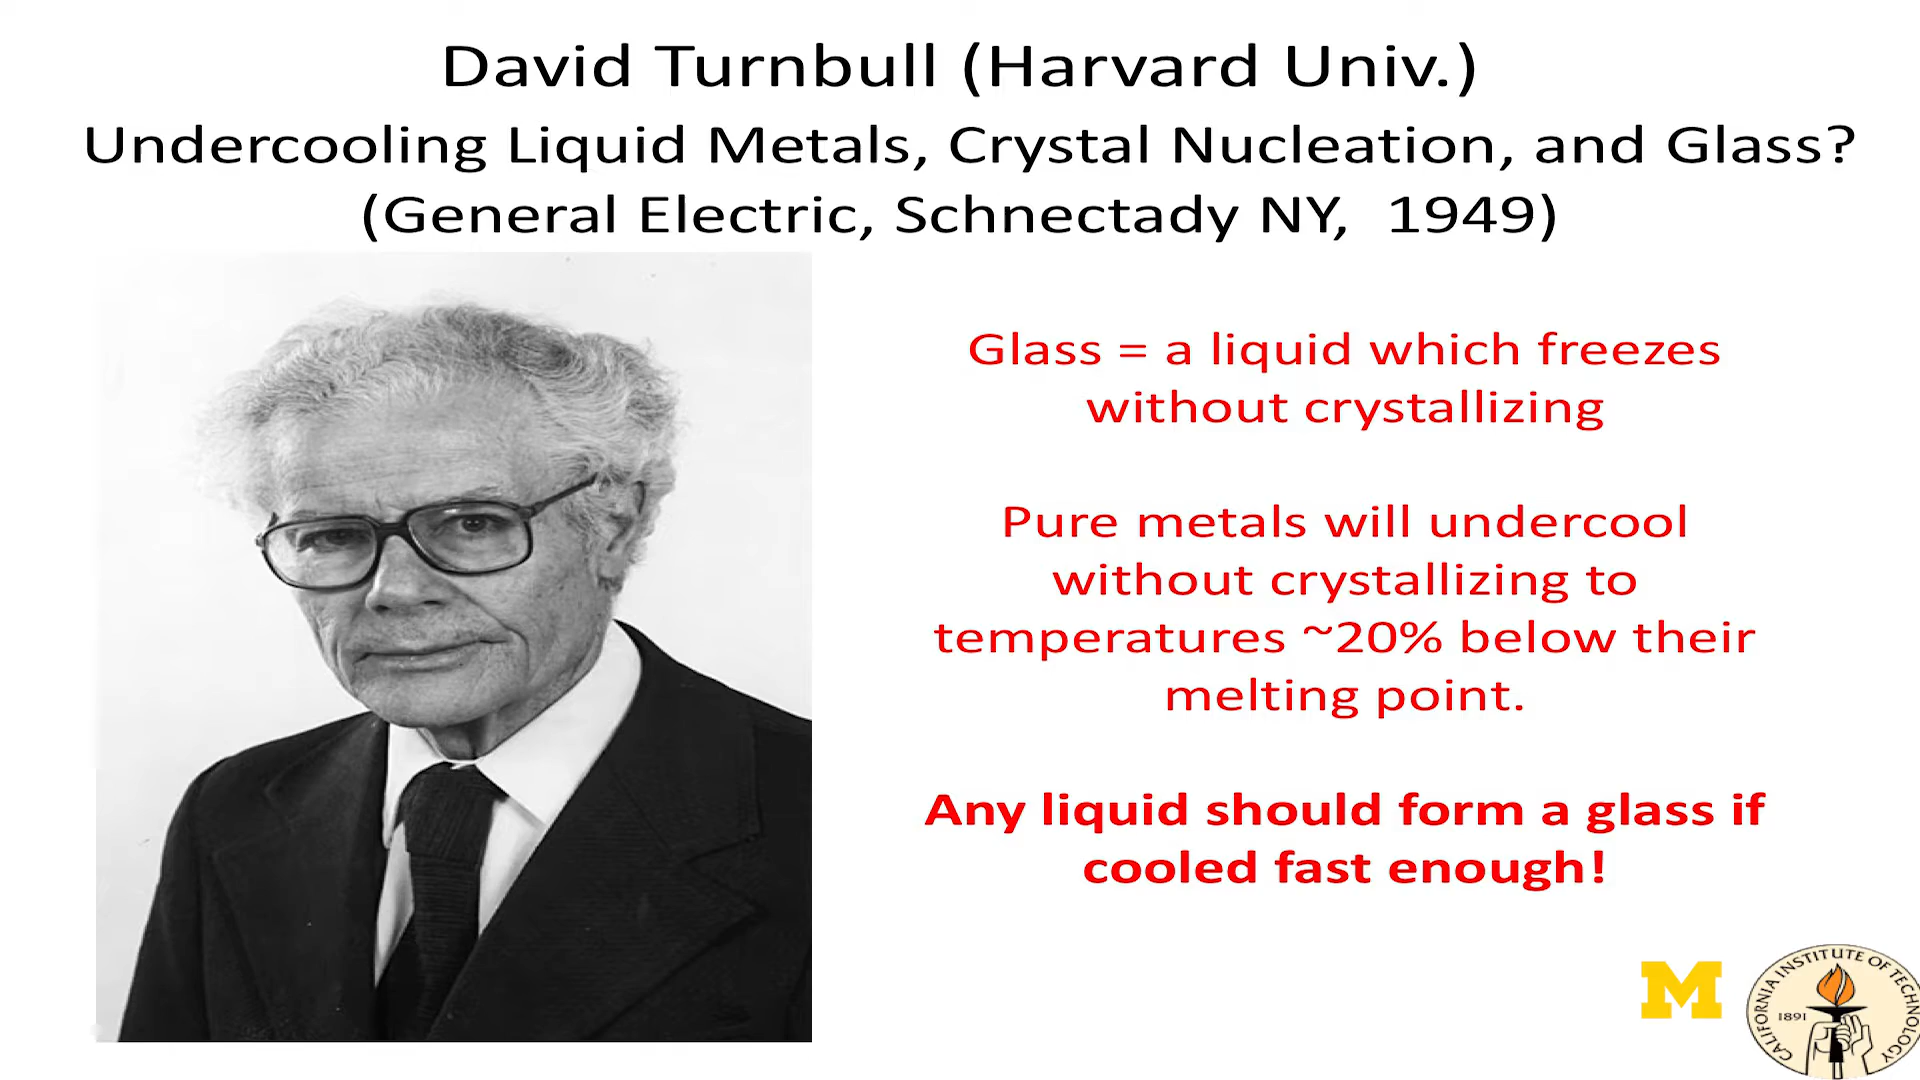 David Turnbull (Harvard Univ.)
Undercooling Liquid Metals, Crystal Nucleation, and Glass?
(General Electric, Schnectady NY,  1949)
Glass = a liquid which freezes
without crystallizing
Pure metals will undercool
without crystallizing to
temperatures ~20% below their
melting point.
Any liquid should form a glass if
cooled fast enough!
M
CALIFORNIA INSTITUTE OF TECHNOLOGY
1891